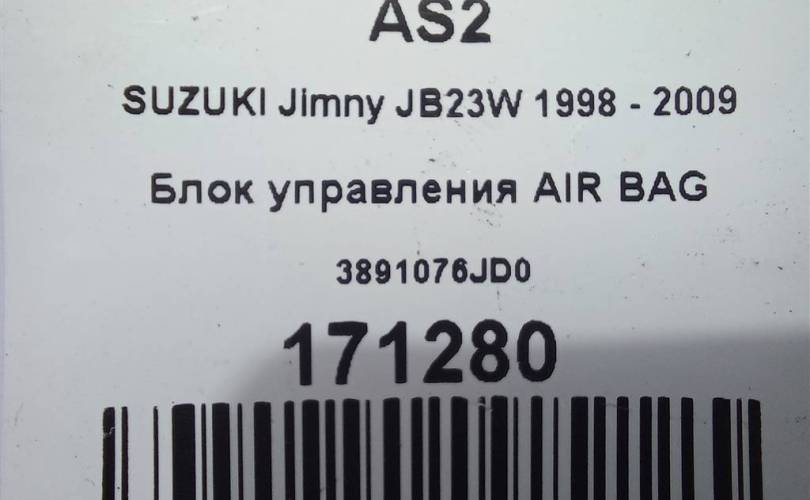 AS2
SUZUKI Jimny JB23W 1998 - 2009
Блок управления AIR BAG
3891076JD0
171280